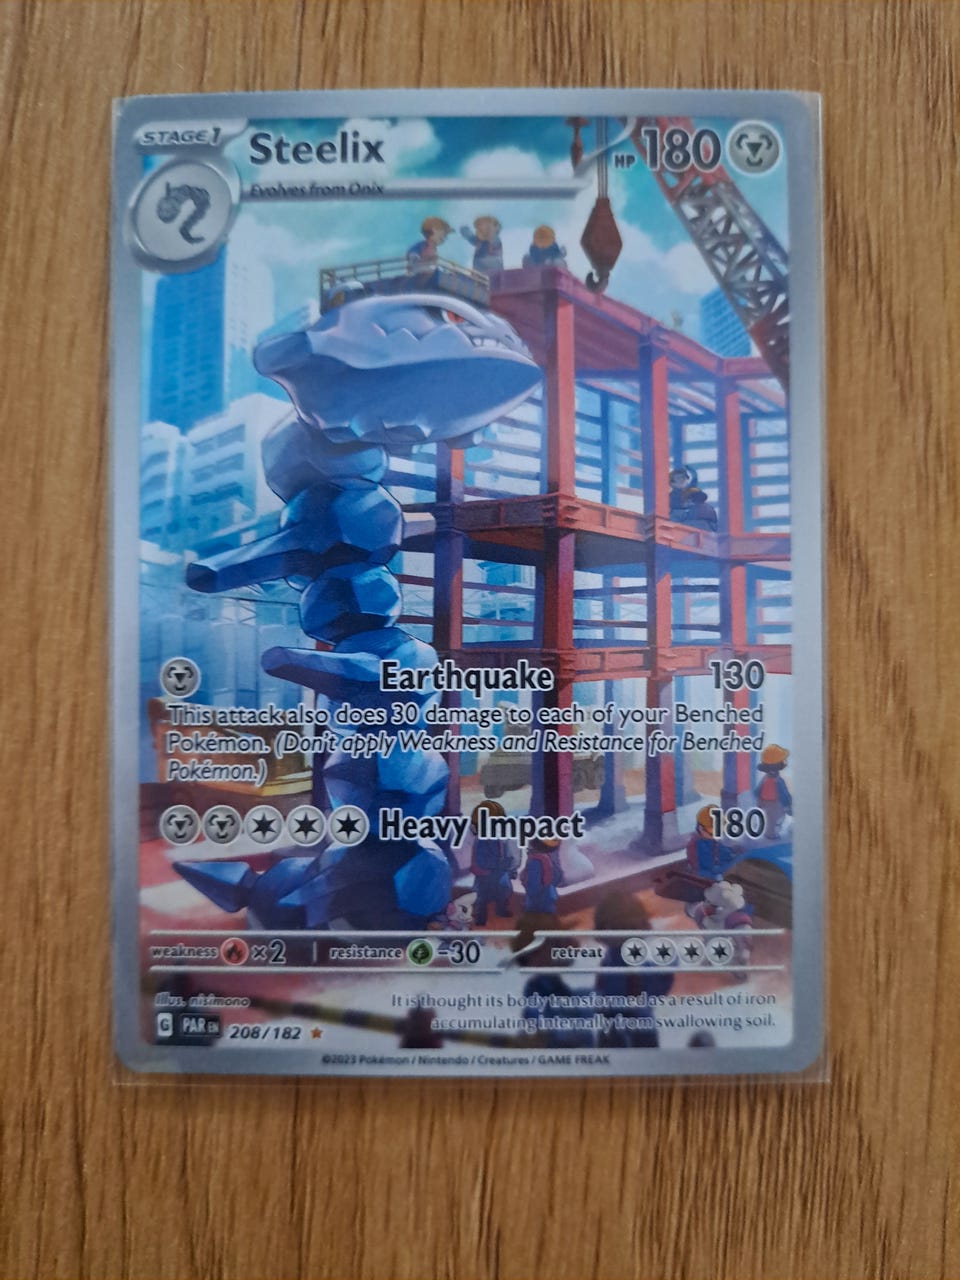 STAGE 1
Steelix
HP 180
Evolves from Onix
Earthquake 130
This attack also does 30 damage to each of your Benched
Pokémon. (Don't apply Weakness and Resistance for Benched
Pokémon.)
Heavy Impact 180
weakness ×2 resistance -30 retreat
Illus. nisimono
It is thought its body transformed as a result of iron
accumulating internally from swallowing soil.
G PAR EN 208/182
©2023 Pokémon / Nintendo / Creatures / GAME FREAK